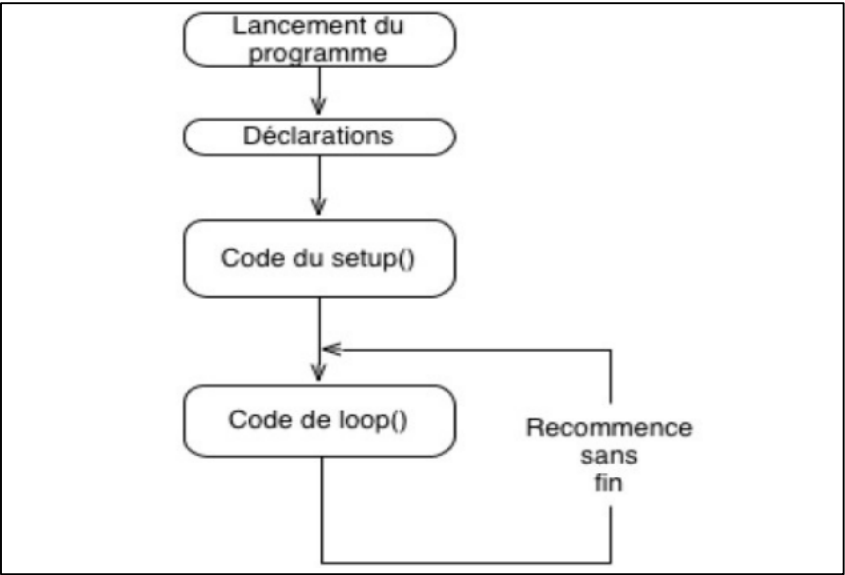 Lancement du
programme
Déclarations
Code du setup()
Code de loop()
Recommence
sans
fin